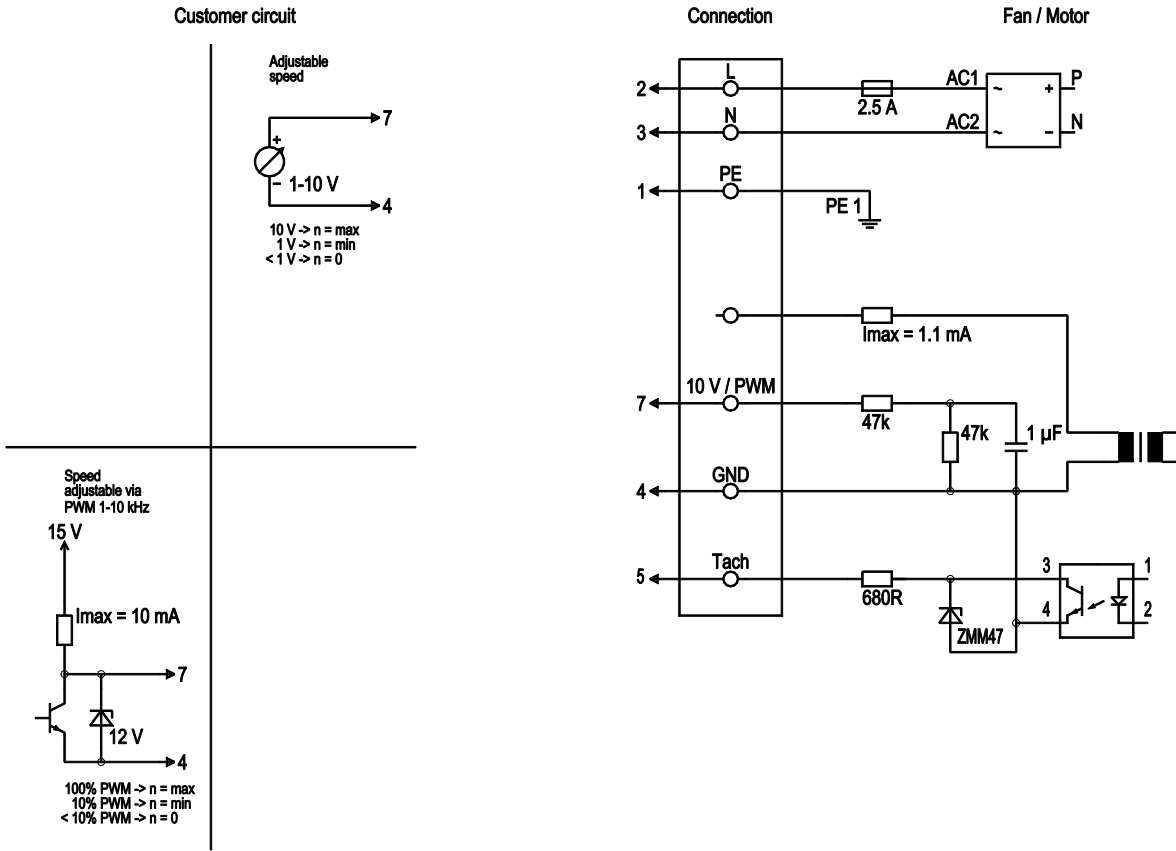 Customer circuit
Connection
Fan / Motor
Adjustable
speed
7
+
− 1-10 V
4
10 V -> n = max
1 V -> n = min
< 1 V -> n = 0
Speed
adjustable via
PWM 1-10 kHz
15 V
Imax = 10 mA
7
12 V
4
100% PWM -> n = max
10% PWM -> n = min
< 10% PWM -> n = 0
2
L
2.5 A
AC1
~
+
P
3
N
AC2
~
−
N
1
PE
PE 1
Imax = 1.1 mA
7
10 V / PWM
47k
47k
1 µF
4
GND
5
Tach
680R
ZMM47
3
4
1
2